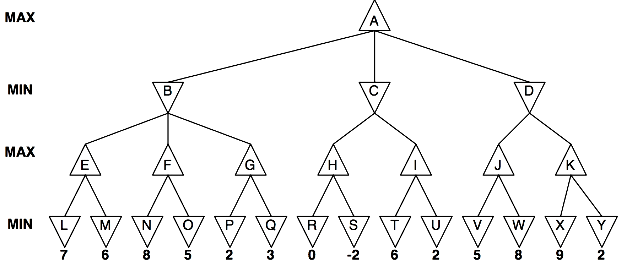 MAX A
MIN B C D
MAX E F G H I J K
MIN L M N O P Q R S T U V W X Y
7 6 8 5 2 3 0 -2 6 2 5 8 9 2